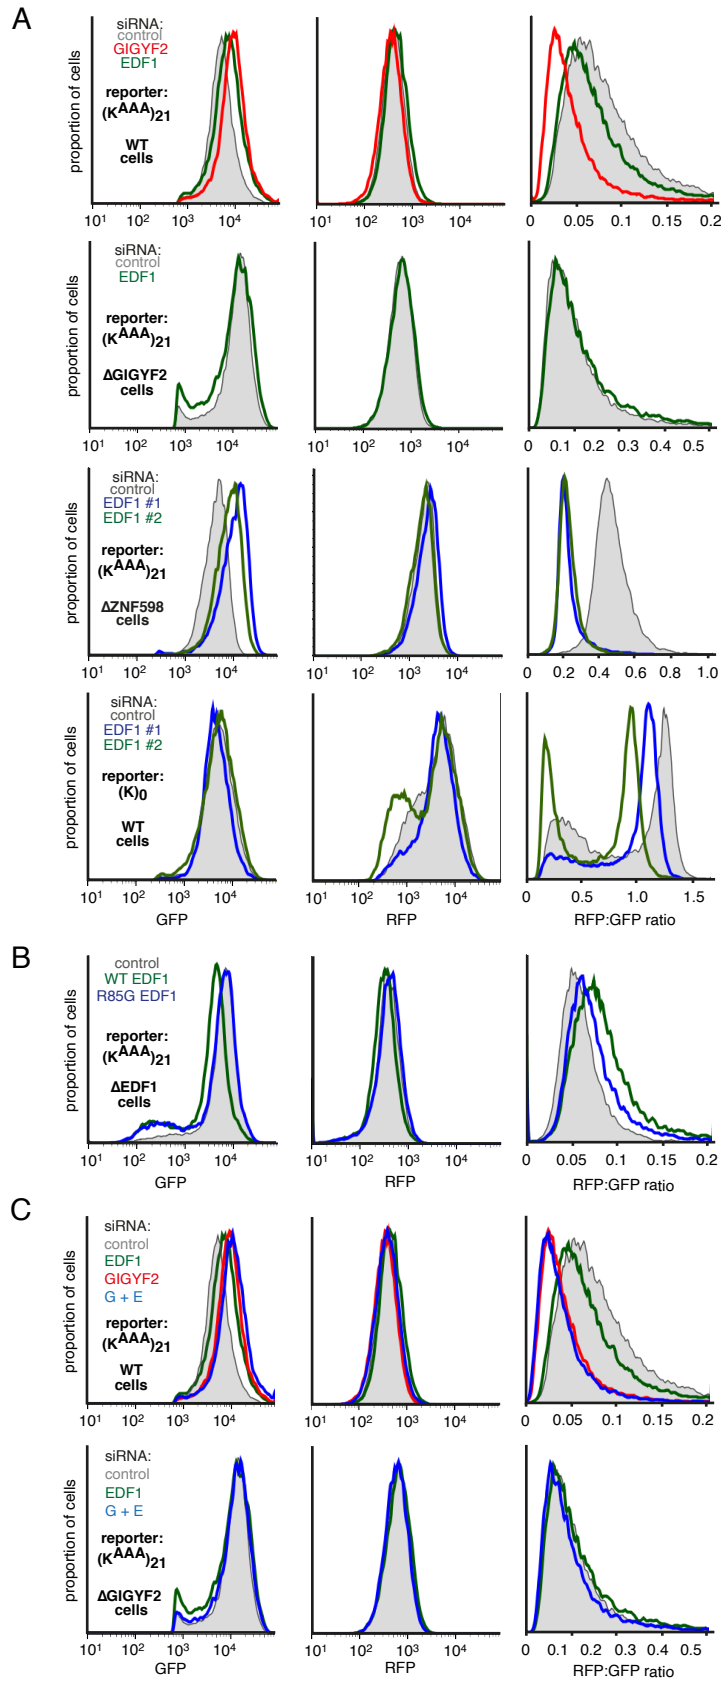 A
proportion of cells
siRNA:
control
GIGYF2
EDF1
reporter:
(KAAA)21
WT
cells
101 102 103 104
101 102 103 104
0 0.05 0.1 0.15 0.2
proportion of cells
siRNA:
control
EDF1
reporter:
(KAAA)21
ΔGIGYF2
cells
101 102 103 104
101 102 103 104
0 0.1 0.2 0.3 0.4 0.5
proportion of cells
siRNA:
control
EDF1 #1
EDF1 #2
reporter:
(KAAA)21
ΔZNF598
cells
101 102 103 104
101 102 103 104
0 0.2 0.4 0.6 0.8 1.0
proportion of cells
siRNA:
control
EDF1 #1
EDF1 #2
reporter:
(K)0
WT
cells
101 102 103 104
101 102 103 104
0 0.5 1.0 1.5
GFP RFP RFP:GFP ratio
B
proportion of cells
control
WT EDF1
R85G EDF1
reporter:
(KAAA)21
ΔEDF1
cells
101 102 103 104
101 102 103 104
0 0.05 0.1 0.15 0.2
GFP RFP RFP:GFP ratio
C
proportion of cells
siRNA:
control
EDF1
GIGYF2
G + E
reporter:
(KAAA)21
WT
cells
101 102 103 104
101 102 103 104
0 0.05 0.1 0.15 0.2
proportion of cells
siRNA:
control
EDF1
G + E
reporter:
(KAAA)21
ΔGIGYF2
cells
101 102 103 104
101 102 103 104
0 0.1 0.2 0.3 0.4 0.5
GFP RFP RFP:GFP ratio